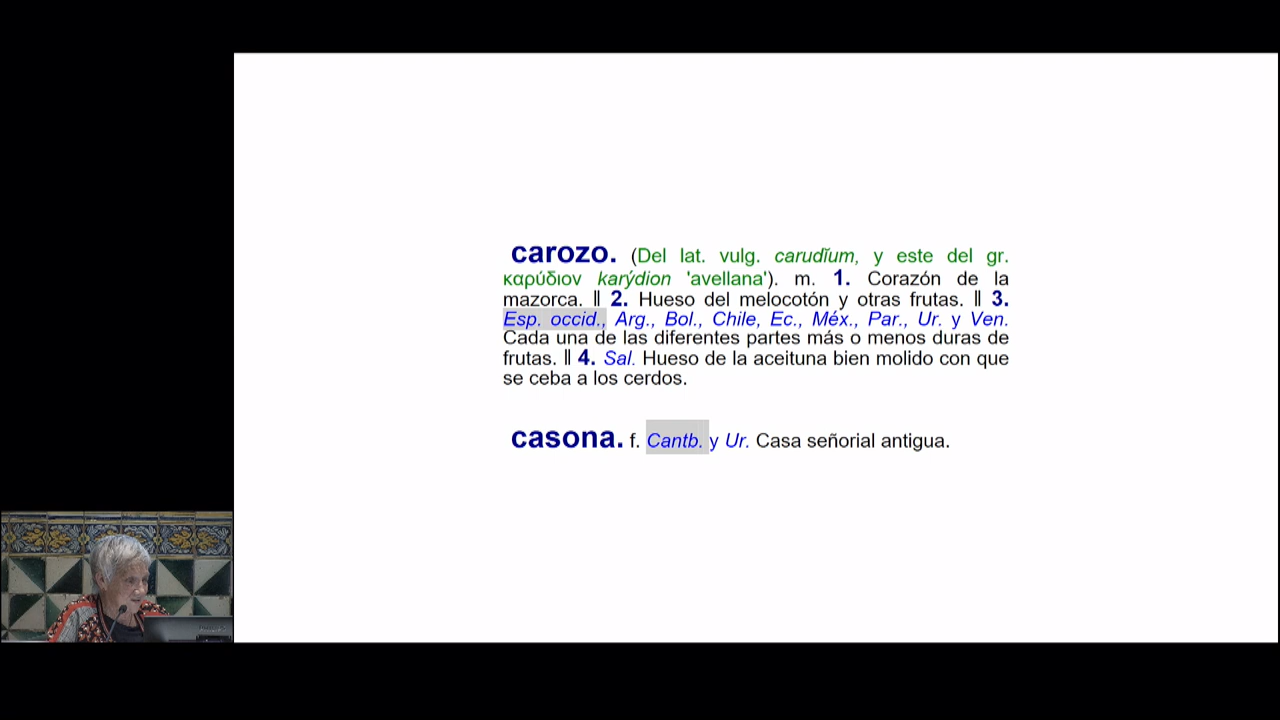 carozo. (Del lat. vulg. carudĭum, y este del gr.
καρύδιον karýdion 'avellana'). m. 1. Corazón de la
mazorca. ‖ 2. Hueso del melocotón y otras frutas. ‖ 3.
Esp. occid., Arg., Bol., Chile, Ec., Méx., Par., Ur. y Ven.
Cada una de las diferentes partes más o menos duras de
frutas. ‖ 4. Sal. Hueso de la aceituna bien molido con que
se ceba a los cerdos.
casona. f. Cantb. y Ur. Casa señorial antigua.